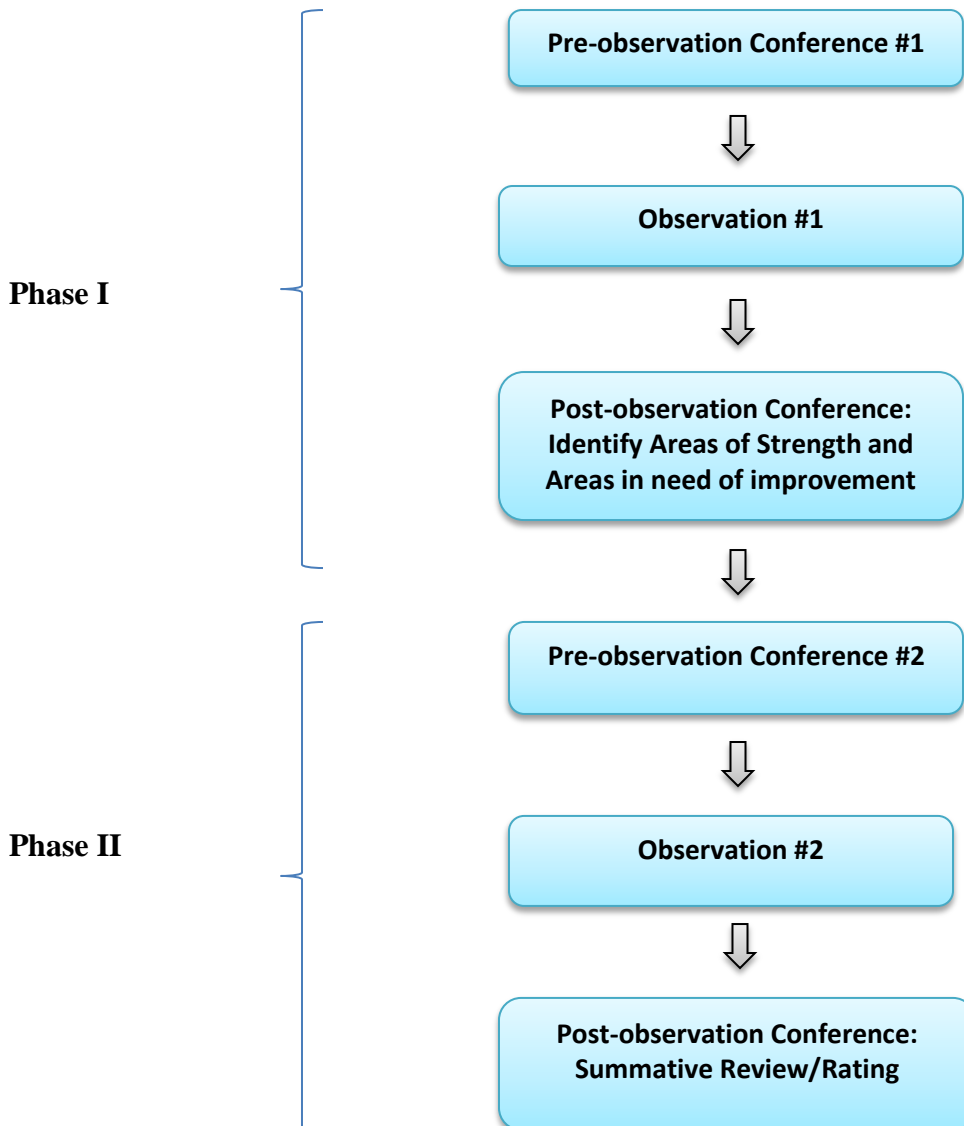 Pre-observation Conference #1
Observation #1
Phase I
Post-observation Conference:
Identify Areas of Strength and
Areas in need of improvement
Pre-observation Conference #2
Phase II
Observation #2
Post-observation Conference:
Summative Review/Rating